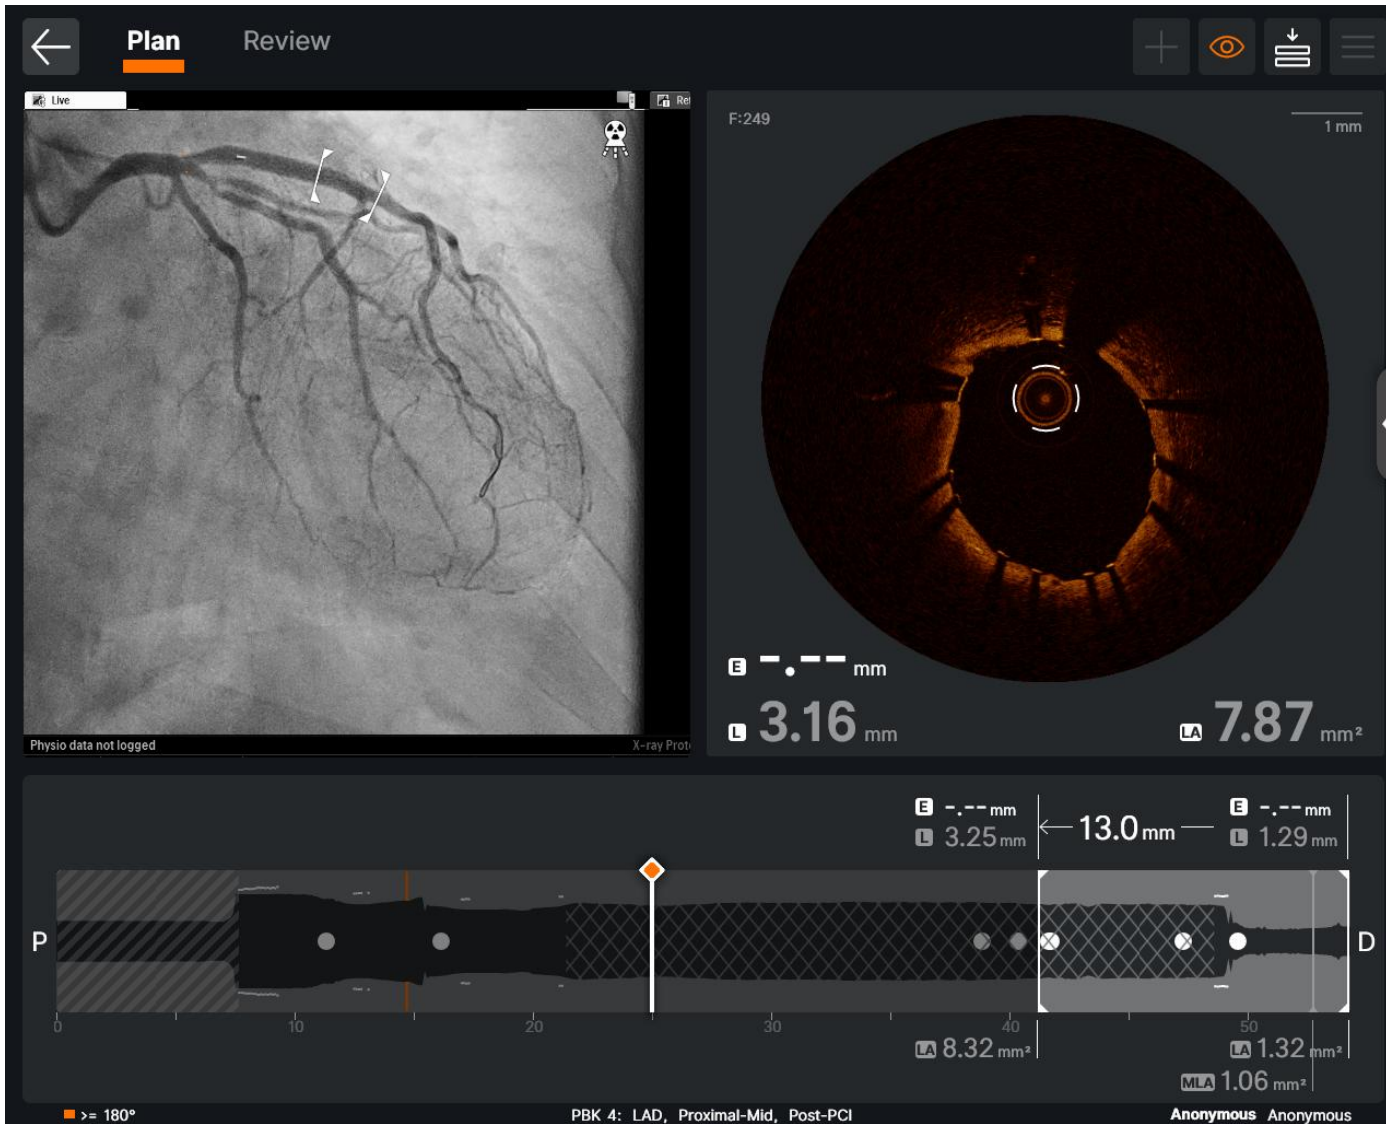 Plan Review
Live
Ret
Physio data not logged
X-ray Prot
F:249
1 mm
E -.-- mm
L 3.16 mm
LA 7.87 mm²
E -.-- mm
L 3.25 mm
13.0 mm
E -.-- mm
L 1.29 mm
P
D
0 10 20 30 40 50
LA 8.32 mm²
LA 1.32 mm²
MLA 1.06 mm²
>= 180°
PBK 4: LAD, Proximal-Mid, Post-PCI
Anonymous Anonymous